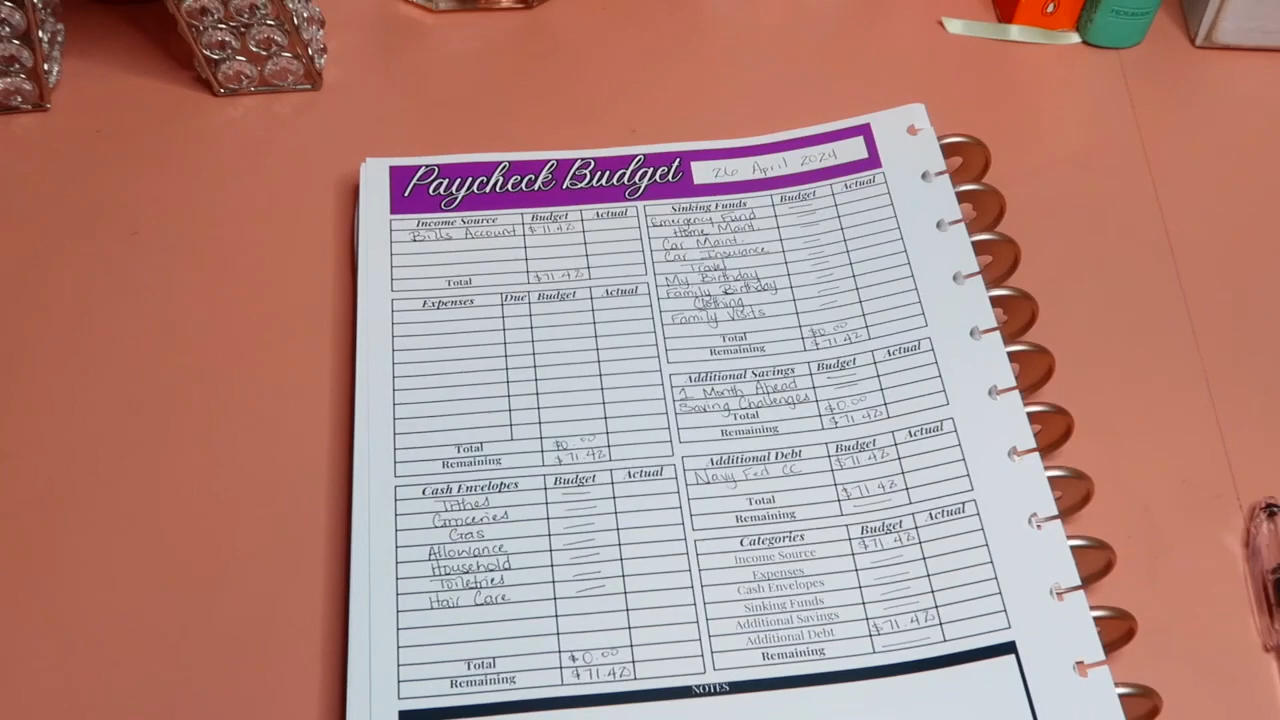 Paycheck Budget 26 April 2024
Income Source Budget Actual
Bills Account $71.42
Total $71.42
Expenses Due Budget Actual
Total $0.00
Remaining $71.42
Cash Envelopes Budget Actual
Tithes
Groceries
Gas
Allowance
Household
Toiletries
Hair Care
Total $0.00
Remaining $71.42
Sinking Funds Budget Actual
Emergency Fund
Home Maint.
Car Maint.
Car Insurance
Travel
My Birthday
Family Birthday
Clothing
Family Visits
Total $0.00
Remaining $71.42
Additional Savings Budget Actual
1 Month Ahead
Saving Challenges
Total $0.00
Remaining $71.42
Additional Debt Budget Actual
Navy Fed CC $71.42
Total $71.42
Remaining
Categories Budget Actual
Income Source $71.42
Expenses
Cash Envelopes
Sinking Funds
Additional Savings
Additional Debt $71.42
Remaining
NOTES